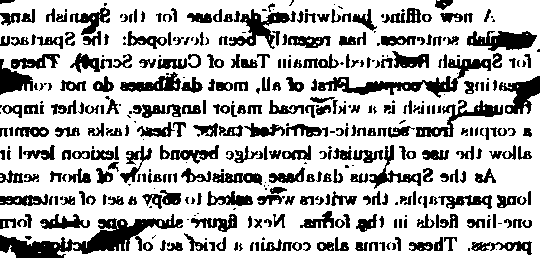 A new offline handwritten database for the Spanish lang
sentences, has recently been developed: the Spartacu
for Spanish Restricted-domain Task of Cursive Script). There
this corpus. First of all, most databases do not
though Spanish is a widespread major language. Another impo
a corpus from semantic-restricted tasks. These tasks are comm
allow the use of linguistic knowledge beyond the lexicon level in
As the Spartacus database consisted mainly of short sente
long paragraphs, the writers were asked to copy a set of sentences
one-line fields in the forms. Next figure shows one of the form
process. These forms also contain a brief set of instructions